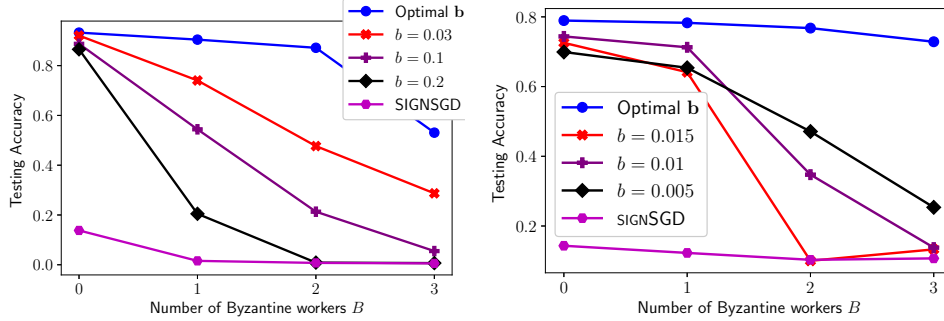 Optimal b
b = 0.03
b = 0.1
b = 0.2
SIGNSGD
Testing Accuracy
0.8
0.6
0.4
0.2
0.0
0 1 2 3
Number of Byzantine workers B
Optimal b
b = 0.015
b = 0.01
b = 0.005
SIGNSGD
Testing Accuracy
0.8
0.6
0.4
0.2
0 1 2 3
Number of Byzantine workers B